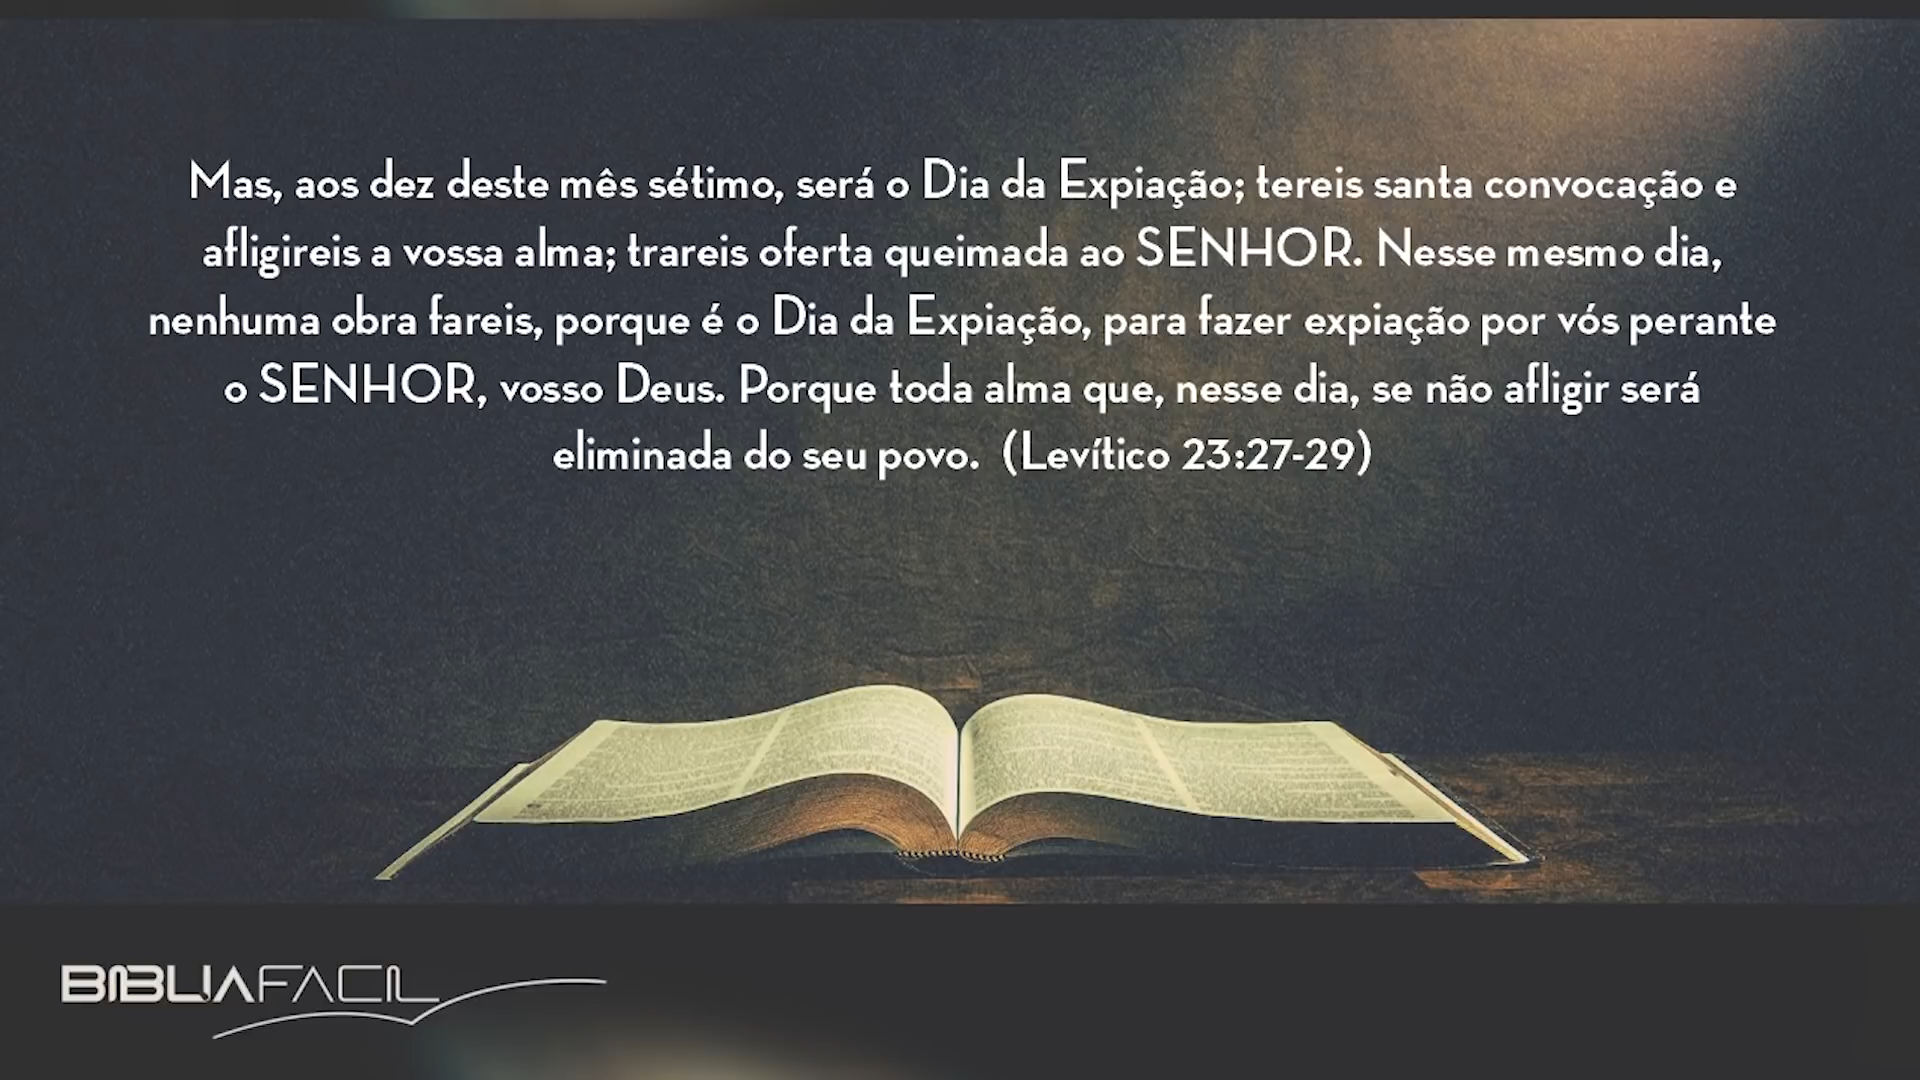 Mas, aos dez deste mês sétimo, será o Dia da Expiação; tereis santa convocação e
afligireis a vossa alma; trareis oferta queimada ao SENHOR. Nesse mesmo dia,
nenhuma obra fareis, porque é o Dia da Expiação, para fazer expiação por vós perante
o SENHOR, vosso Deus. Porque toda alma que, nesse dia, se não afligir será
eliminada do seu povo. (Levítico 23:27-29)
BIBLIAFACIL